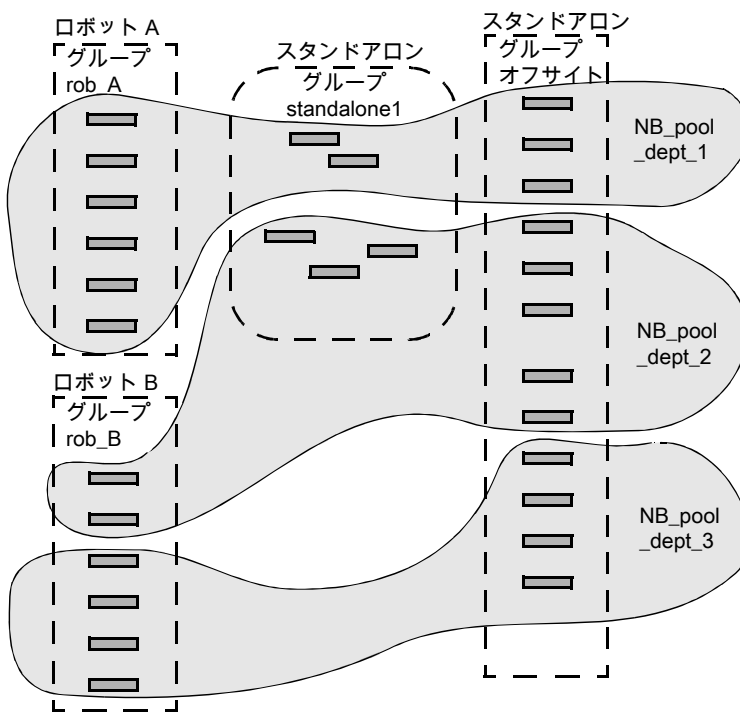 ロボット A
グループ
rob_A
スタンドアロン
グループ
standalone1
スタンドアロン
グループ
オフサイト
NB_pool
_dept_1
NB_pool
_dept_2
ロボット B
グループ
rob_B
NB_pool
_dept_3